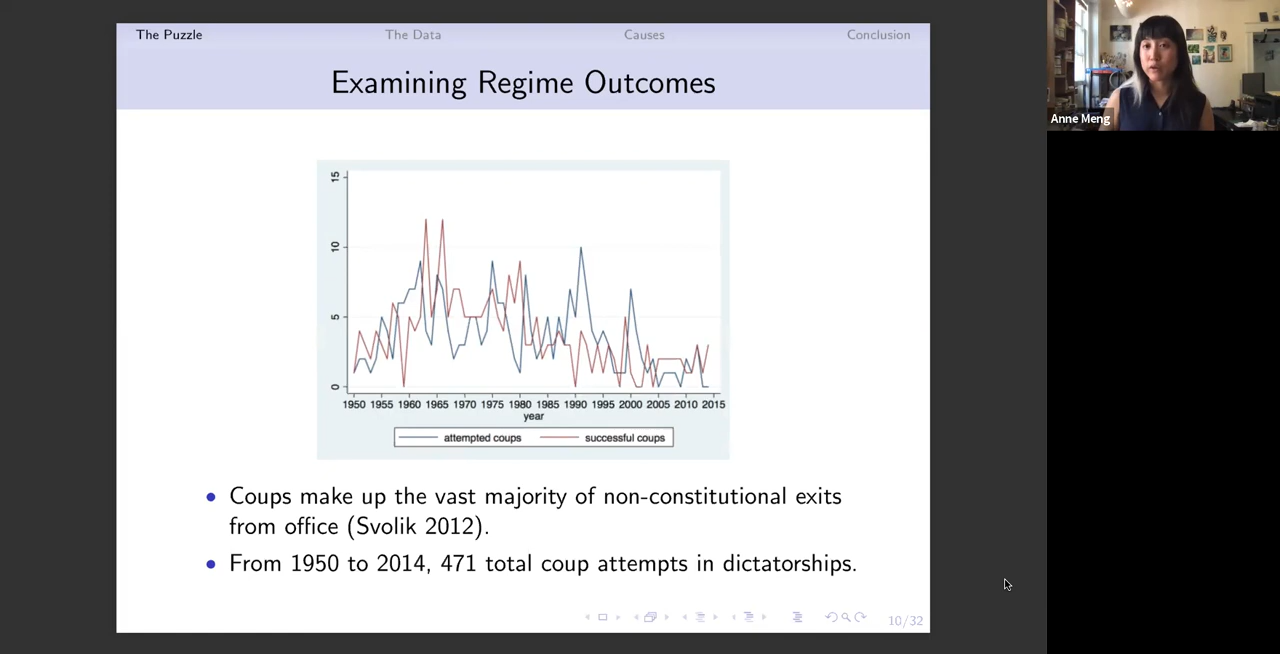 The Puzzle
The Data
Causes
Conclusion
Examining Regime Outcomes
15
10
5
0
1950 1955 1960 1965 1970 1975 1980 1985 1990 1995 2000 2005 2010 2015
year
attempted coups
successful coups
• Coups make up the vast majority of non-constitutional exits
from office (Svolik 2012).
• From 1950 to 2014, 471 total coup attempts in dictatorships.
10/32
Anne Meng